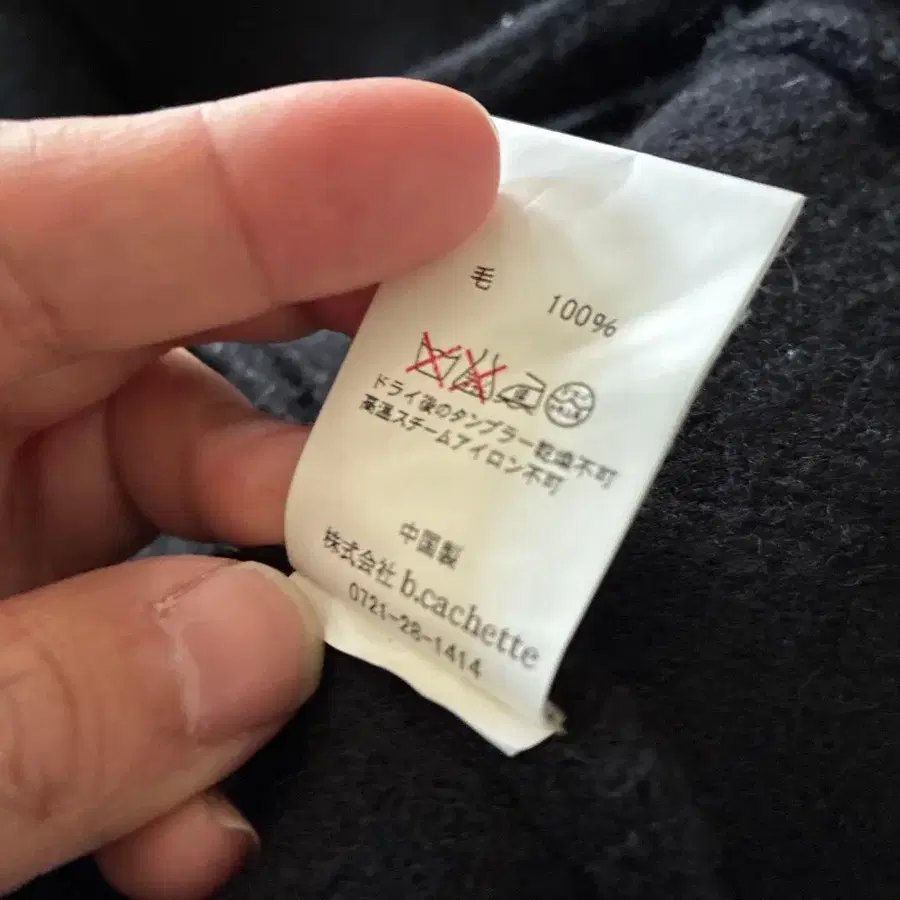 毛 100%
ドライ後のタンブラー乾燥不可
高温スチームアイロン不可
中国製
株式会社 b.cachette
0721-28-1414